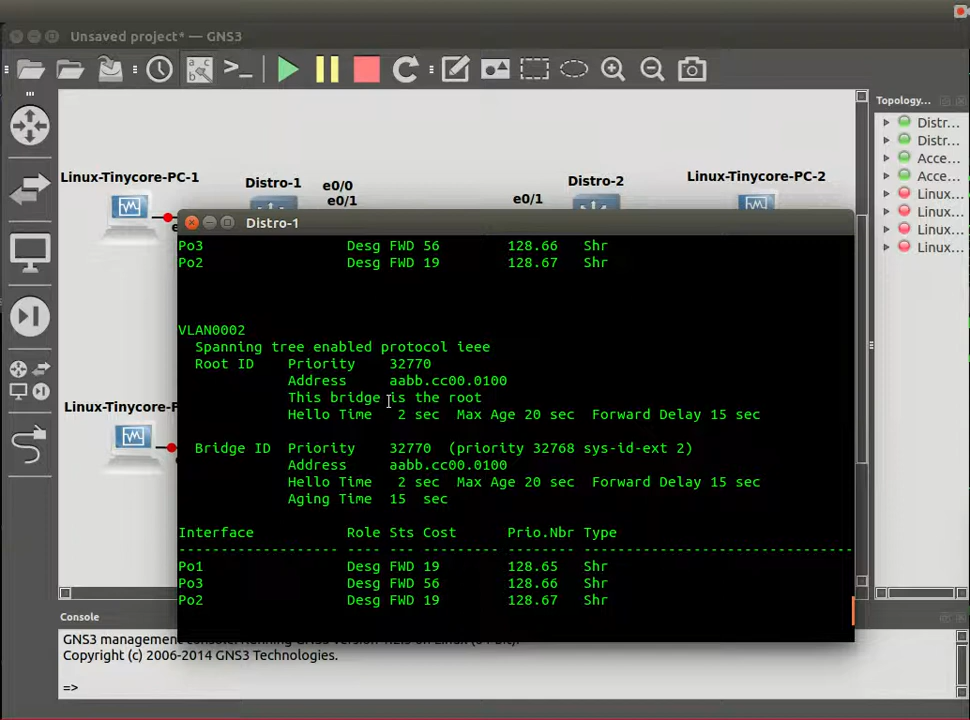 Unsaved project* — GNS3
Topology...
Distr...
Distr...
Acce...
Acce...
Linux...
Linux...
Linux...
Linux...
Linux-Tinycore-PC-1
Distro-1
e0/0
e0/1
e0/1
Distro-2
Linux-Tinycore-PC-2
Distro-1
Po3 Desg FWD 56 128.66 Shr
Po2 Desg FWD 19 128.67 Shr
VLAN0002
Spanning tree enabled protocol ieee
Root ID Priority 32770
Address aabb.cc00.0100
This bridge is the root
Hello Time 2 sec Max Age 20 sec Forward Delay 15 sec
Bridge ID Priority 32770 (priority 32768 sys-id-ext 2)
Address aabb.cc00.0100
Hello Time 2 sec Max Age 20 sec Forward Delay 15 sec
Aging Time 15 sec
Interface Role Sts Cost Prio.Nbr Type
------------------- ---- --- --------- -------- --------------------------------
Po1 Desg FWD 19 128.65 Shr
Po3 Desg FWD 56 128.66 Shr
Po2 Desg FWD 19 128.67 Shr
Linux-Tinycore-P
Console
GNS3 management console.
Copyright (c) 2006-2014 GNS3 Technologies.
=>